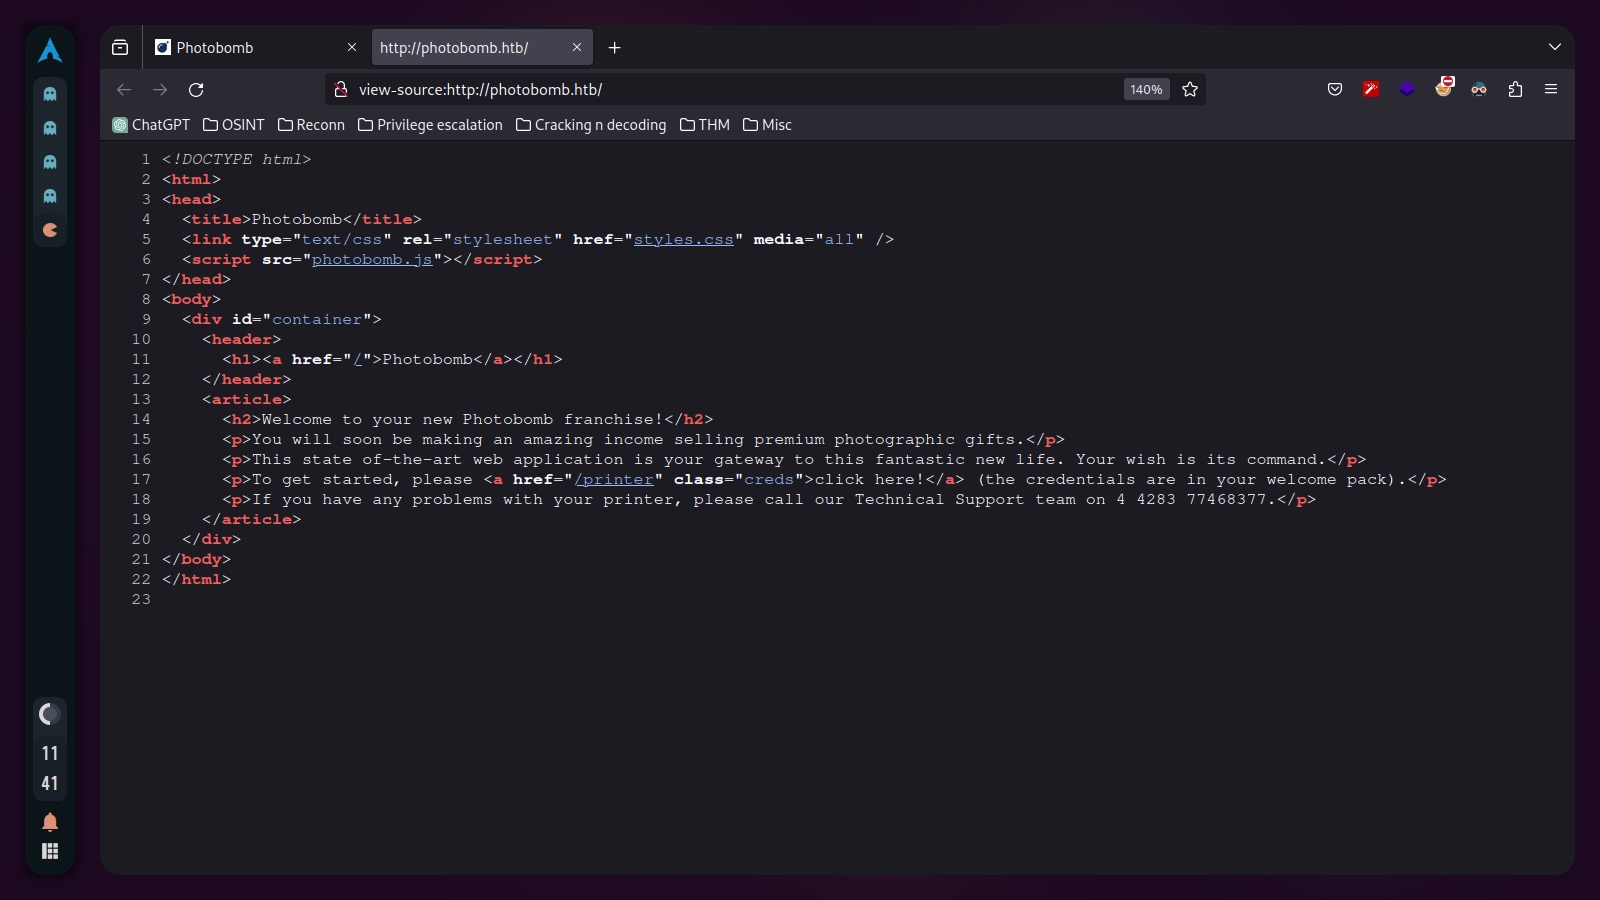 Photobomb
http://photobomb.htb/
view-source:http://photobomb.htb/
140%
ChatGPT OSINT Reconn Privilege escalation Cracking n decoding THM Misc
1 <!DOCTYPE html>
2 <html>
3 <head>
4   <title>Photobomb</title>
5   <link type="text/css" rel="stylesheet" href="styles.css" media="all" />
6   <script src="photobomb.js"></script>
7 </head>
8 <body>
9   <div id="container">
10     <header>
11       <h1><a href="/">Photobomb</a></h1>
12     </header>
13     <article>
14       <h2>Welcome to your new Photobomb franchise!</h2>
15       <p>You will soon be making an amazing income selling premium photographic gifts.</p>
16       <p>This state of-the-art web application is your gateway to this fantastic new life. Your wish is its command.</p>
17       <p>To get started, please <a href="/printer" class="creds">click here!</a> (the credentials are in your welcome pack).</p>
18       <p>If you have any problems with your printer, please call our Technical Support team on 4 4283 77468377.</p>
19     </article>
20   </div>
21 </body>
22 </html>
23
11
41